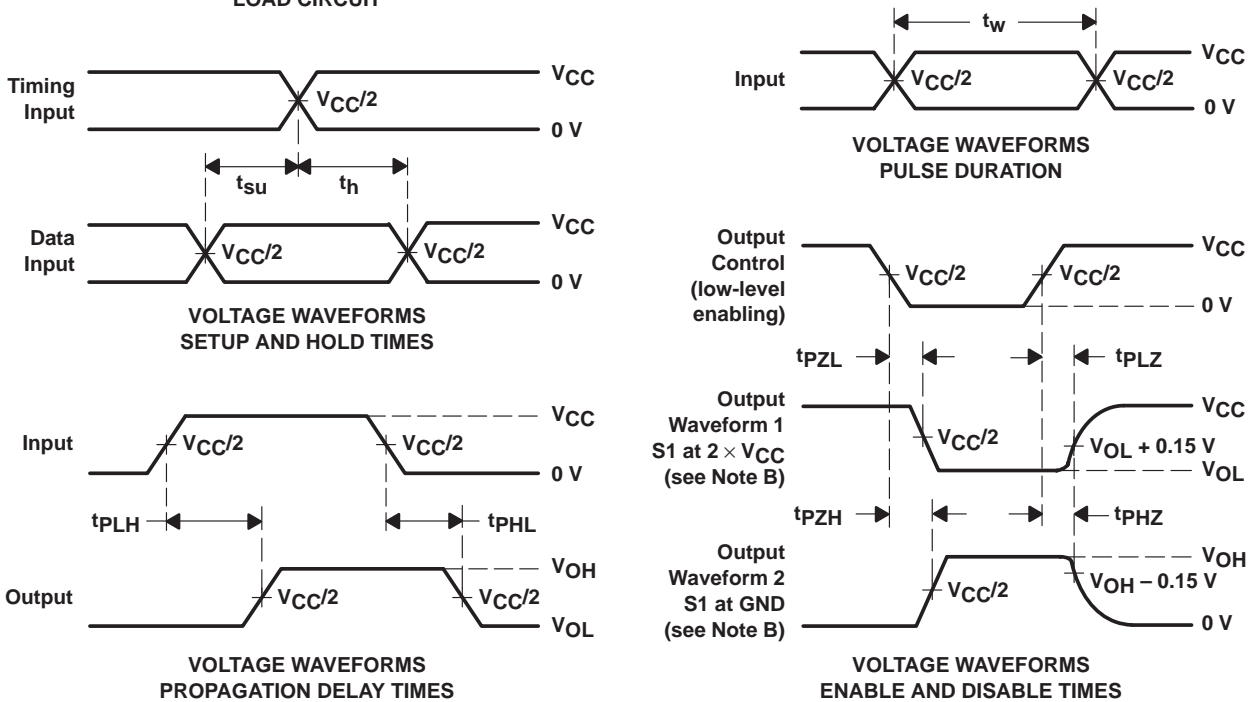 LOAD CIRCUIT
Timing
Input
VCC
VCC/2
0 V
tsu
th
Data
Input
VCC
VCC/2
VCC/2
0 V
VOLTAGE WAVEFORMS
SETUP AND HOLD TIMES
Input
VCC
VCC/2
VCC/2
0 V
tPLH
tPHL
Output
VOH
VCC/2
VCC/2
VOL
VOLTAGE WAVEFORMS
PROPAGATION DELAY TIMES
tw
Input
VCC
VCC/2
VCC/2
0 V
VOLTAGE WAVEFORMS
PULSE DURATION
Output
Control
(low-level
enabling)
VCC
VCC/2
VCC/2
0 V
tPZL
tPLZ
Output
Waveform 1
S1 at 2 × VCC
(see Note B)
VCC
VCC/2
VOL + 0.15 V
VOL
tPZH
tPHZ
Output
Waveform 2
S1 at GND
(see Note B)
VOH
VCC/2
VOH − 0.15 V
0 V
VOLTAGE WAVEFORMS
ENABLE AND DISABLE TIMES